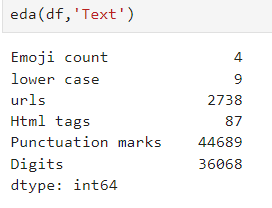 eda(df,'Text')
Emoji count 4
lower case 9
urls 2738
Html tags 87
Punctuation marks 44689
Digits 36068
dtype: int64